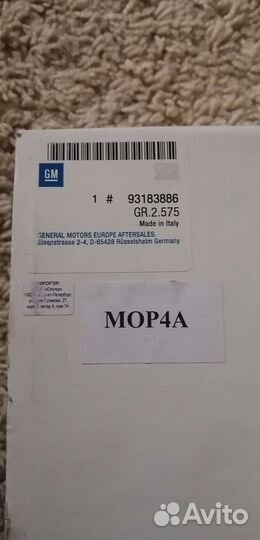 GM
1 # 93183886
GR.2.575
Made in Italy
GENERAL MOTORS EUROPE AFTERSALES.
Eisenstrasse 2-4, D-65428 Rüsselsheim Germany
MOP4A
Avito